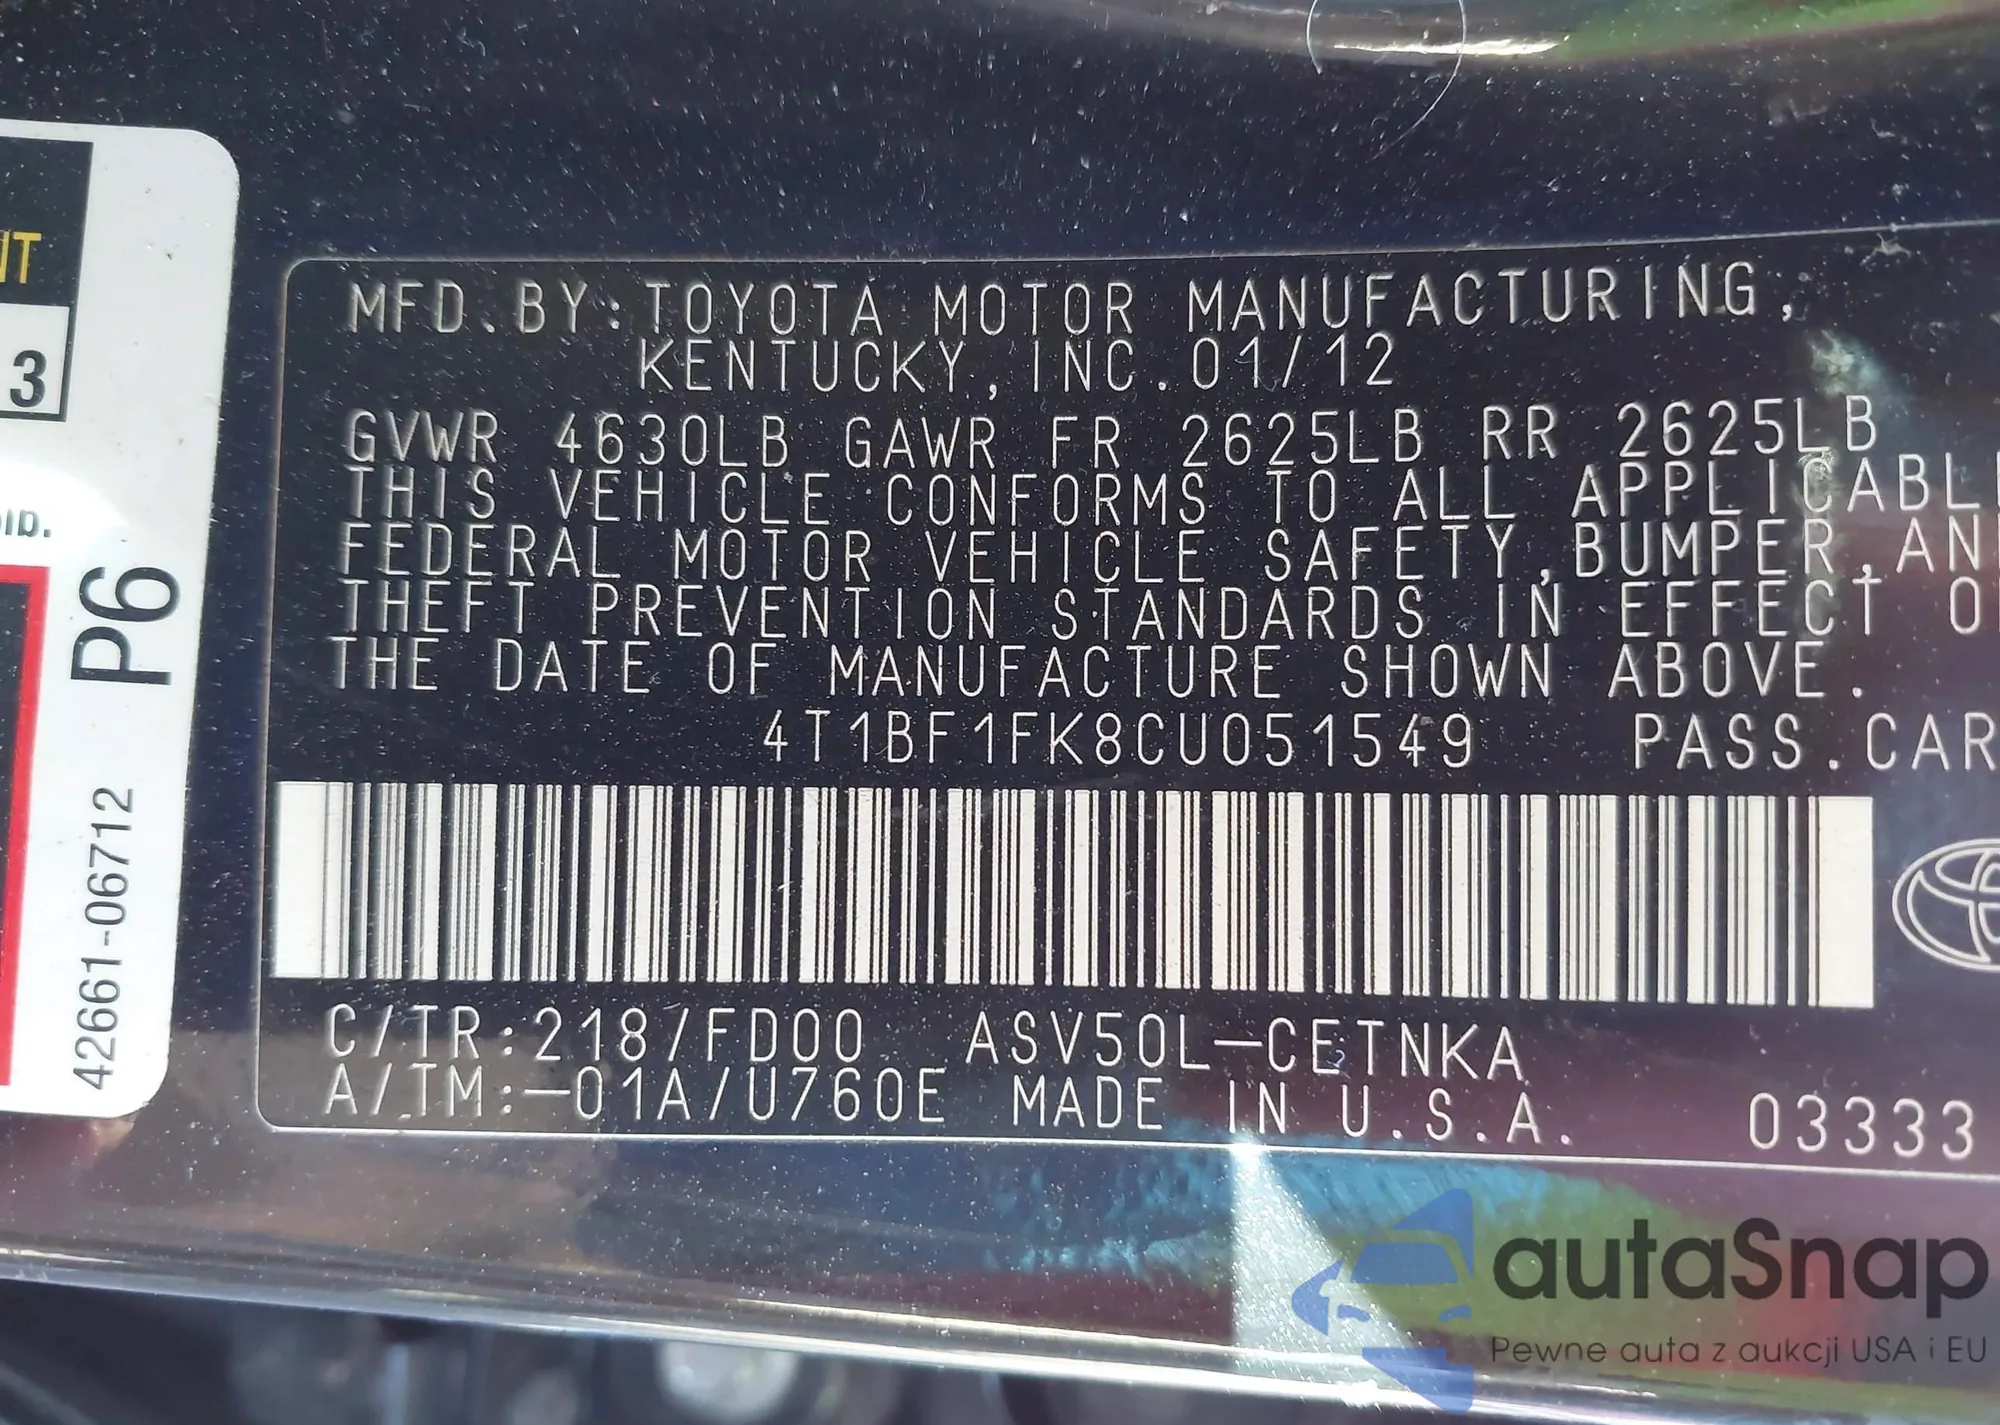 NT
3
BID.
P6
42661-06712
MFD.BY:TOYOTA MOTOR MANUFACTURING,
KENTUCKY,INC.01/12
GVWR 4630LB GAWR FR 2625LB RR 2625LB
THIS VEHICLE CONFORMS TO ALL APPLICABLE
FEDERAL MOTOR VEHICLE SAFETY,BUMPER,AN
THEFT PREVENTION STANDARDS IN EFFECT O
THE DATE OF MANUFACTURE SHOWN ABOVE.
4T1BF1FK8CU051549 PASS.CAR
C/TR:218/FD00 ASV50L-CETNKA
A/TM:-01A/U760E MADE IN U.S.A. 03333
autaSnap
Pewne auta z aukcji USA i EU